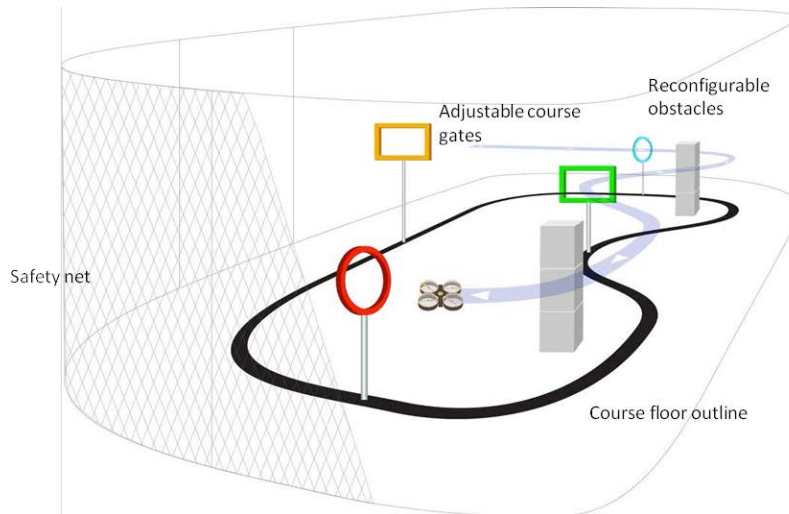 Reconfigurable
obstacles
Adjustable course
gates
Safety net
Course floor outline